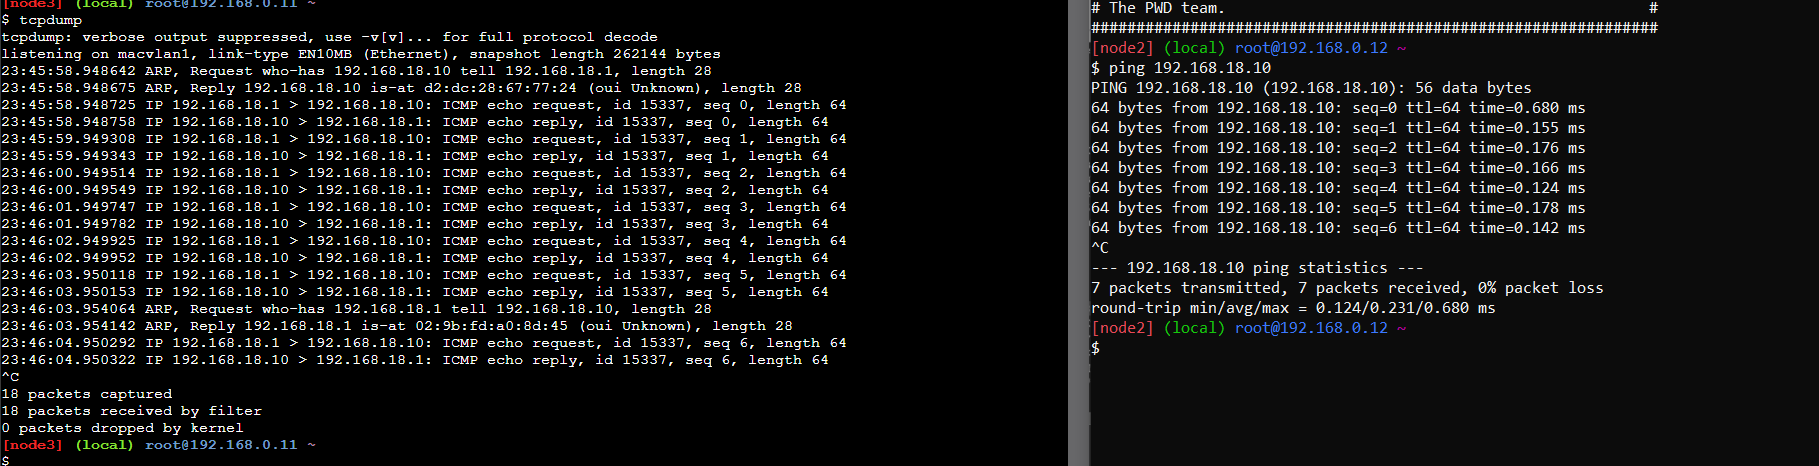 [node3] (local) root@192.168.0.11 ~
$ tcpdump
tcpdump: verbose output suppressed, use -v[v]... for full protocol decode
listening on macvlan1, link-type EN10MB (Ethernet), snapshot length 262144 bytes
23:45:58.948642 ARP, Request who-has 192.168.18.10 tell 192.168.18.1, length 28
23:45:58.948675 ARP, Reply 192.168.18.10 is-at d2:dc:28:67:77:24 (oui Unknown), length 28
23:45:58.948725 IP 192.168.18.1 > 192.168.18.10: ICMP echo request, id 15337, seq 0, length 64
23:45:58.948758 IP 192.168.18.10 > 192.168.18.1: ICMP echo reply, id 15337, seq 0, length 64
23:45:59.949308 IP 192.168.18.1 > 192.168.18.10: ICMP echo request, id 15337, seq 1, length 64
23:45:59.949343 IP 192.168.18.10 > 192.168.18.1: ICMP echo reply, id 15337, seq 1, length 64
23:46:00.949514 IP 192.168.18.1 > 192.168.18.10: ICMP echo request, id 15337, seq 2, length 64
23:46:00.949549 IP 192.168.18.10 > 192.168.18.1: ICMP echo reply, id 15337, seq 2, length 64
23:46:01.949747 IP 192.168.18.1 > 192.168.18.10: ICMP echo request, id 15337, seq 3, length 64
23:46:01.949782 IP 192.168.18.10 > 192.168.18.1: ICMP echo reply, id 15337, seq 3, length 64
23:46:02.949925 IP 192.168.18.1 > 192.168.18.10: ICMP echo request, id 15337, seq 4, length 64
23:46:02.949952 IP 192.168.18.10 > 192.168.18.1: ICMP echo reply, id 15337, seq 4, length 64
23:46:03.950118 IP 192.168.18.1 > 192.168.18.10: ICMP echo request, id 15337, seq 5, length 64
23:46:03.950153 IP 192.168.18.10 > 192.168.18.1: ICMP echo reply, id 15337, seq 5, length 64
23:46:03.954064 ARP, Request who-has 192.168.18.1 tell 192.168.18.10, length 28
23:46:03.954142 ARP, Reply 192.168.18.1 is-at 02:9b:fd:a0:8d:45 (oui Unknown), length 28
23:46:04.950292 IP 192.168.18.1 > 192.168.18.10: ICMP echo request, id 15337, seq 6, length 64
23:46:04.950322 IP 192.168.18.10 > 192.168.18.1: ICMP echo reply, id 15337, seq 6, length 64
^C
18 packets captured
18 packets received by filter
0 packets dropped by kernel
[node3] (local) root@192.168.0.11 ~
$
# The PWD team. #
###############################################################
[node2] (local) root@192.168.0.12 ~
$ ping 192.168.18.10
PING 192.168.18.10 (192.168.18.10): 56 data bytes
64 bytes from 192.168.18.10: seq=0 ttl=64 time=0.680 ms
64 bytes from 192.168.18.10: seq=1 ttl=64 time=0.155 ms
64 bytes from 192.168.18.10: seq=2 ttl=64 time=0.176 ms
64 bytes from 192.168.18.10: seq=3 ttl=64 time=0.166 ms
64 bytes from 192.168.18.10: seq=4 ttl=64 time=0.124 ms
64 bytes from 192.168.18.10: seq=5 ttl=64 time=0.178 ms
64 bytes from 192.168.18.10: seq=6 ttl=64 time=0.142 ms
^C
--- 192.168.18.10 ping statistics ---
7 packets transmitted, 7 packets received, 0% packet loss
round-trip min/avg/max = 0.124/0.231/0.680 ms
[node2] (local) root@192.168.0.12 ~
$